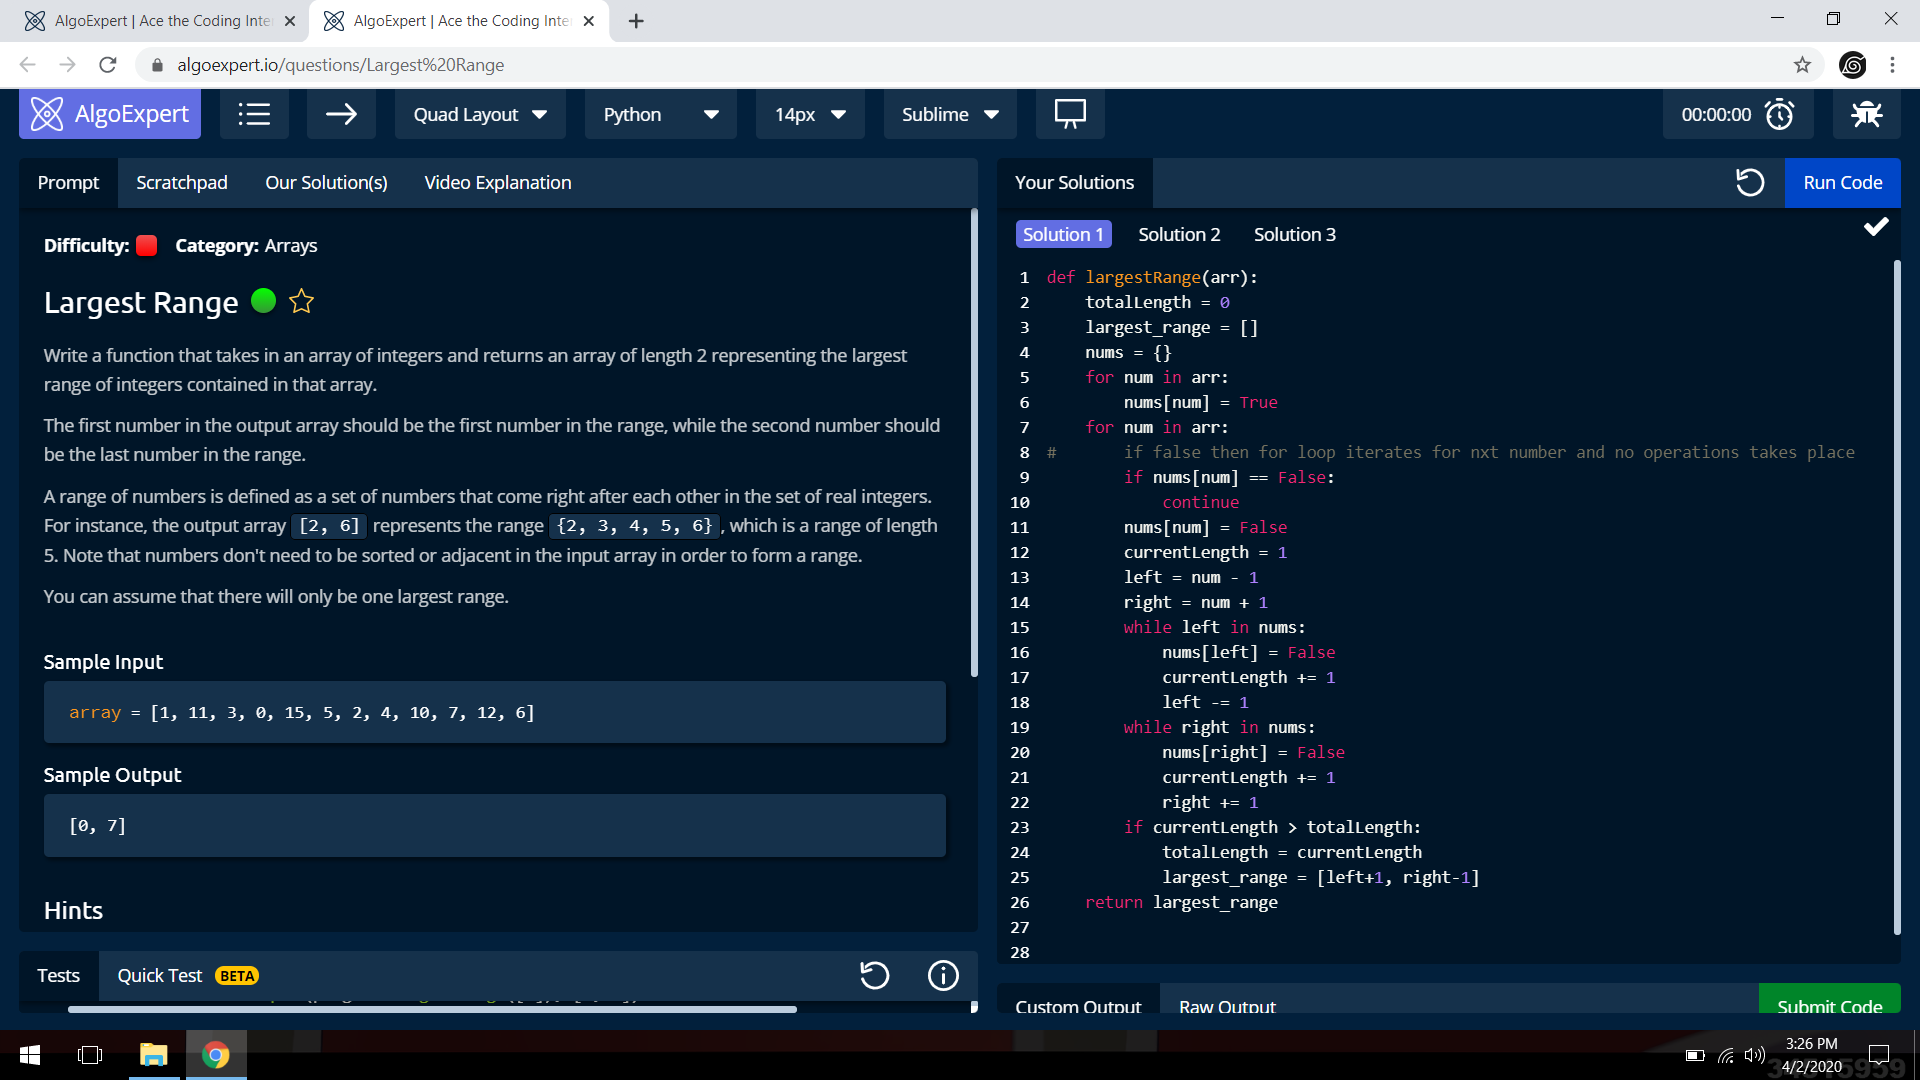 AlgoExpert | Ace the Coding Inte
AlgoExpert | Ace the Coding Inte
algoexpert.io/questions/Largest%20Range
AlgoExpert
Quad Layout
Python
14px
Sublime
00:00:00
Prompt
Scratchpad
Our Solution(s)
Video Explanation
Difficulty:
Category: Arrays
Largest Range
Write a function that takes in an array of integers and returns an array of length 2 representing the largest
range of integers contained in that array.
The first number in the output array should be the first number in the range, while the second number should
be the last number in the range.
A range of numbers is defined as a set of numbers that come right after each other in the set of real integers.
For instance, the output array [2, 6] represents the range {2, 3, 4, 5, 6}, which is a range of length
5. Note that numbers don't need to be sorted or adjacent in the input array in order to form a range.
You can assume that there will only be one largest range.
Sample Input
array = [1, 11, 3, 0, 15, 5, 2, 4, 10, 7, 12, 6]
Sample Output
[0, 7]
Hints
Tests
Quick Test
BETA
Your Solutions
Run Code
Solution 1
Solution 2
Solution 3
1 def largestRange(arr):
2 totalLength = 0
3 largest_range = []
4 nums = {}
5 for num in arr:
6 nums[num] = True
7 for num in arr:
8 # if false then for loop iterates for nxt number and no operations takes place
9 if nums[num] == False:
10 continue
11 nums[num] = False
12 currentLength = 1
13 left = num - 1
14 right = num + 1
15 while left in nums:
16 nums[left] = False
17 currentLength += 1
18 left -= 1
19 while right in nums:
20 nums[right] = False
21 currentLength += 1
22 right += 1
23 if currentLength > totalLength:
24 totalLength = currentLength
25 largest_range = [left+1, right-1]
26 return largest_range
27
28
Custom Output
Raw Output
Submit Code
3:26 PM
4/2/2020